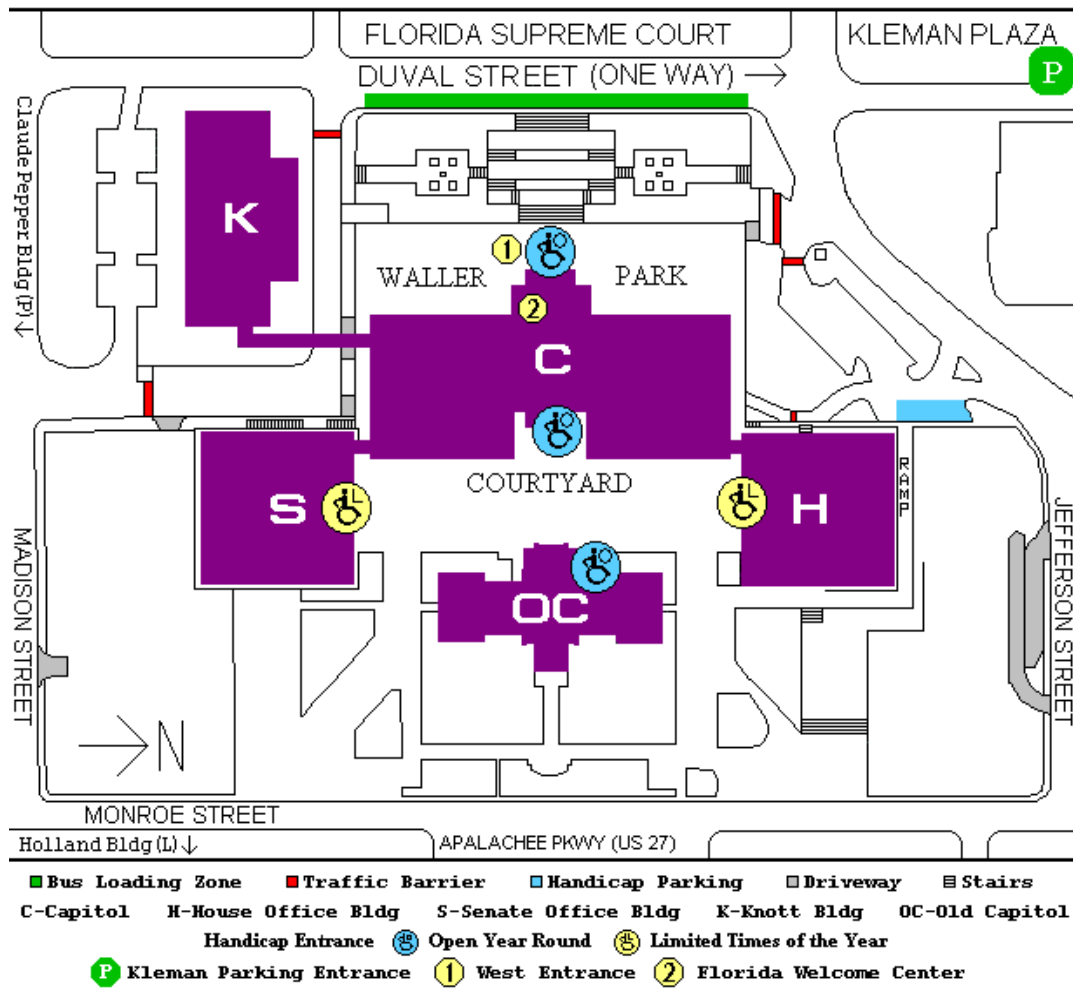 FLORIDA SUPREME COURT
KLEMAN PLAZA
P
DUVAL STREET (ONE WAY)
Claude Pepper Bldg (P)
K
1
WALLER PARK
2
C
COURTYARD
S
L
L
H
RAMP
OC
MADISON STREET
JEFFERSON STREET
N
MONROE STREET
Holland Bldg (L)
APALACHEE PKWY (US 27)
Bus Loading Zone Traffic Barrier Handicap Parking Driveway Stairs
C-Capitol H-House Office Bldg S-Senate Office Bldg K-Knott Bldg OC-Old Capitol
Handicap Entrance Open Year Round Limited Times of the Year
P Kleman Parking Entrance 1 West Entrance 2 Florida Welcome Center